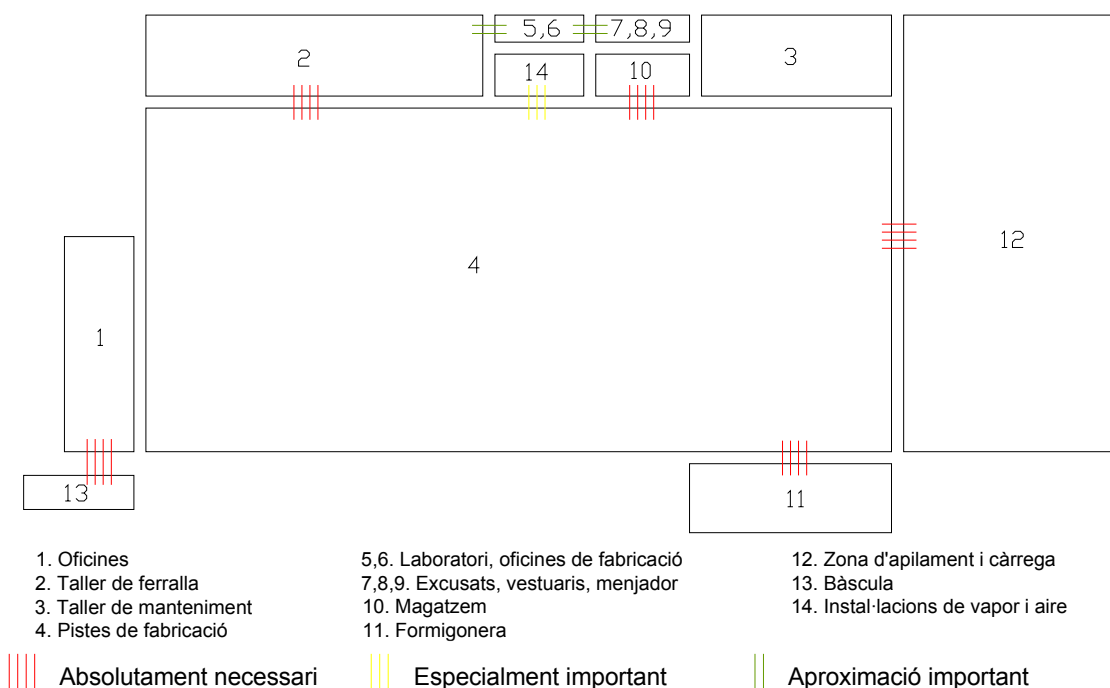 5,6
7,8,9
2
14
10
3
4
12
1
13
11
1. Oficines
2. Taller de ferralla
3. Taller de manteniment
4. Pistes de fabricació
5,6. Laboratori, oficines de fabricació
7,8,9. Excusats, vestuaris, menjador
10. Magatzem
11. Formigonera
12. Zona d'apilament i càrrega
13. Bàscula
14. Instal·lacions de vapor i aire
Absolutament necessari
Especialment important
Aproximació important